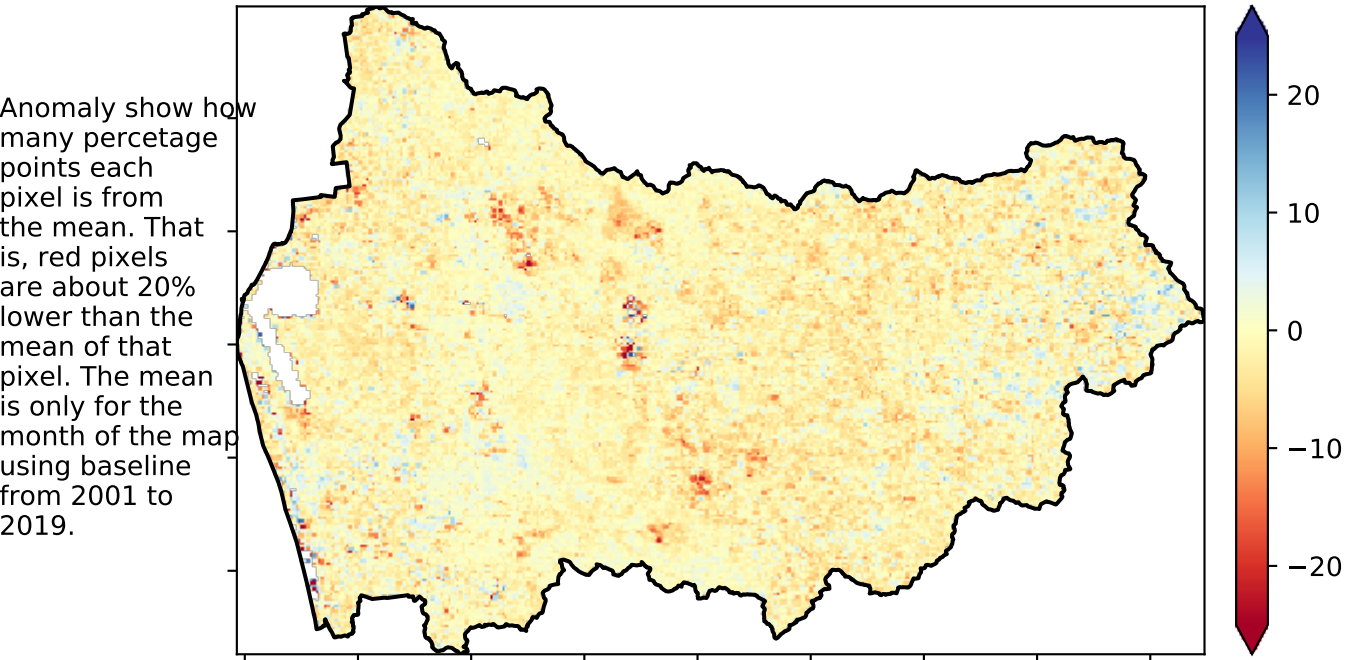 Anomaly show how
many percetage
points each
pixel is from
the mean. That
is, red pixels
are about 20%
lower than the
mean of that
pixel. The mean
is only for the
month of the map
using baseline
from 2001 to
2019.
20
10
0
−10
−20